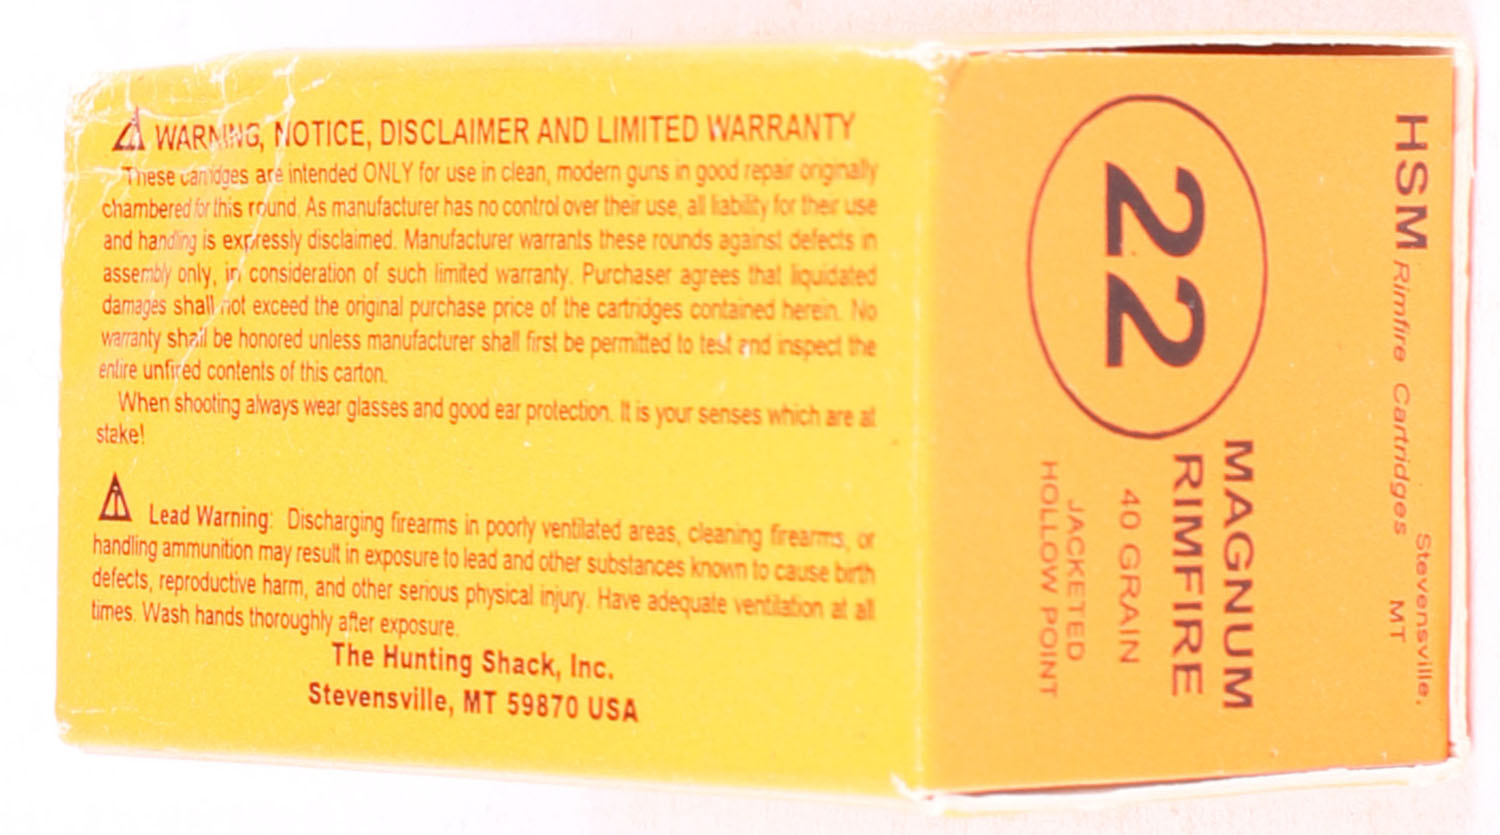 WARNING, NOTICE, DISCLAIMER AND LIMITED WARRANTY
These cartridges are intended ONLY for use in clean, modern guns in good repair originally
chambered for this round. As manufacturer has no control over their use, all liability for their use
and handling is expressly disclaimed. Manufacturer warrants these rounds against defects in
assembly only, in consideration of such limited warranty. Purchaser agrees that liquidated
damages shall not exceed the original purchase price of the cartridges contained herein. No
warranty shall be honored unless manufacturer shall first be permitted to test and inspect the
entire unfired contents of this carton.
When shooting always wear glasses and good ear protection. It is your senses which are at
stake!
Lead Warning: Discharging firearms in poorly ventilated areas, cleaning firearms, or
handling ammunition may result in exposure to lead and other substances known to cause birth
defects, reproductive harm, and other serious physical injury. Have adequate ventilation at all
times. Wash hands thoroughly after exposure.
The Hunting Shack, Inc.
Stevensville, MT 59870 USA
HSM Rimfire Cartridges
Stevensville,
MT
22
MAGNUM
RIMFIRE
40 GRAIN
JACKETED
HOLLOW POINT